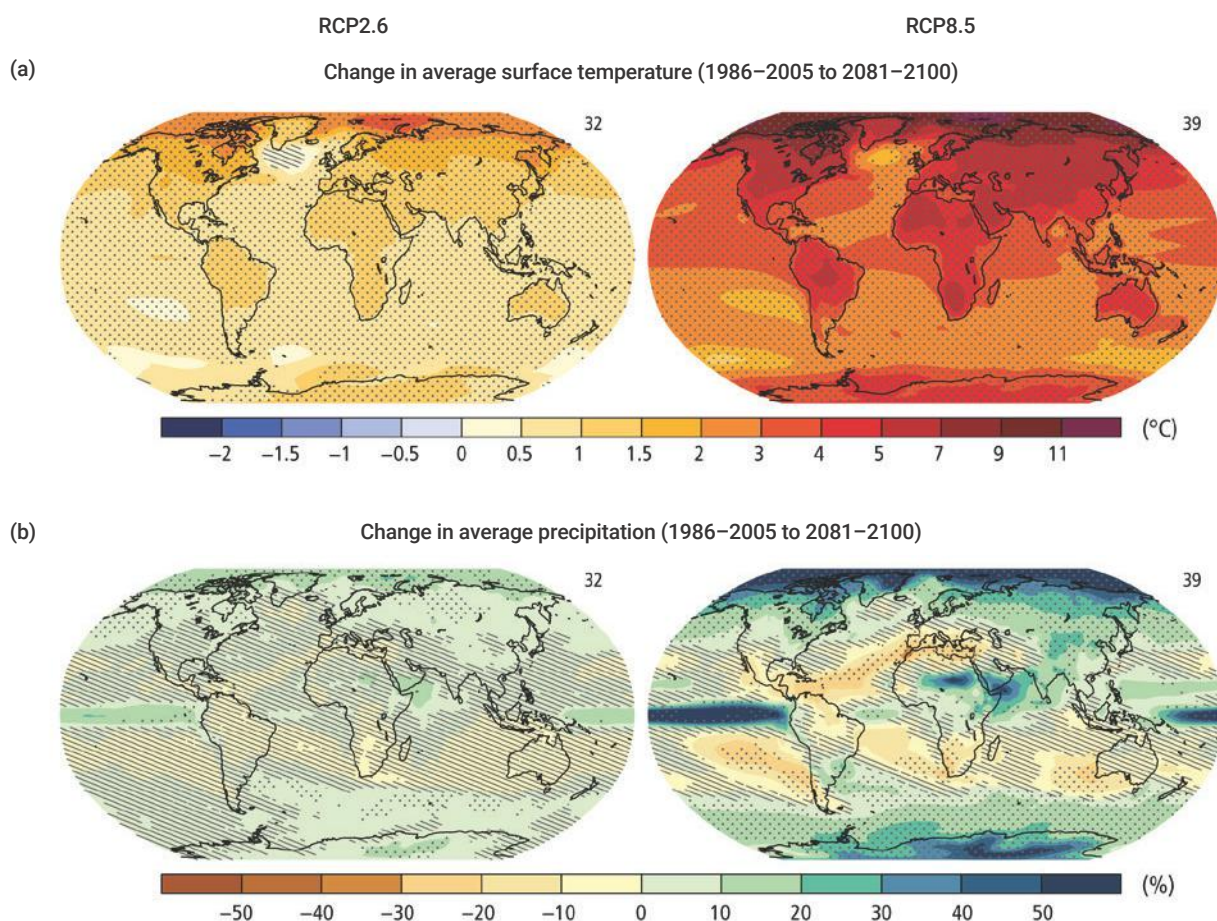 RCP2.6 RCP8.5
(a) Change in average surface temperature (1986–2005 to 2081–2100)
32 39
−2 −1.5 −1 −0.5 0 0.5 1 1.5 2 3 4 5 7 9 11 (°C)
(b) Change in average precipitation (1986–2005 to 2081–2100)
32 39
−50 −40 −30 −20 −10 0 10 20 30 40 50 (%)